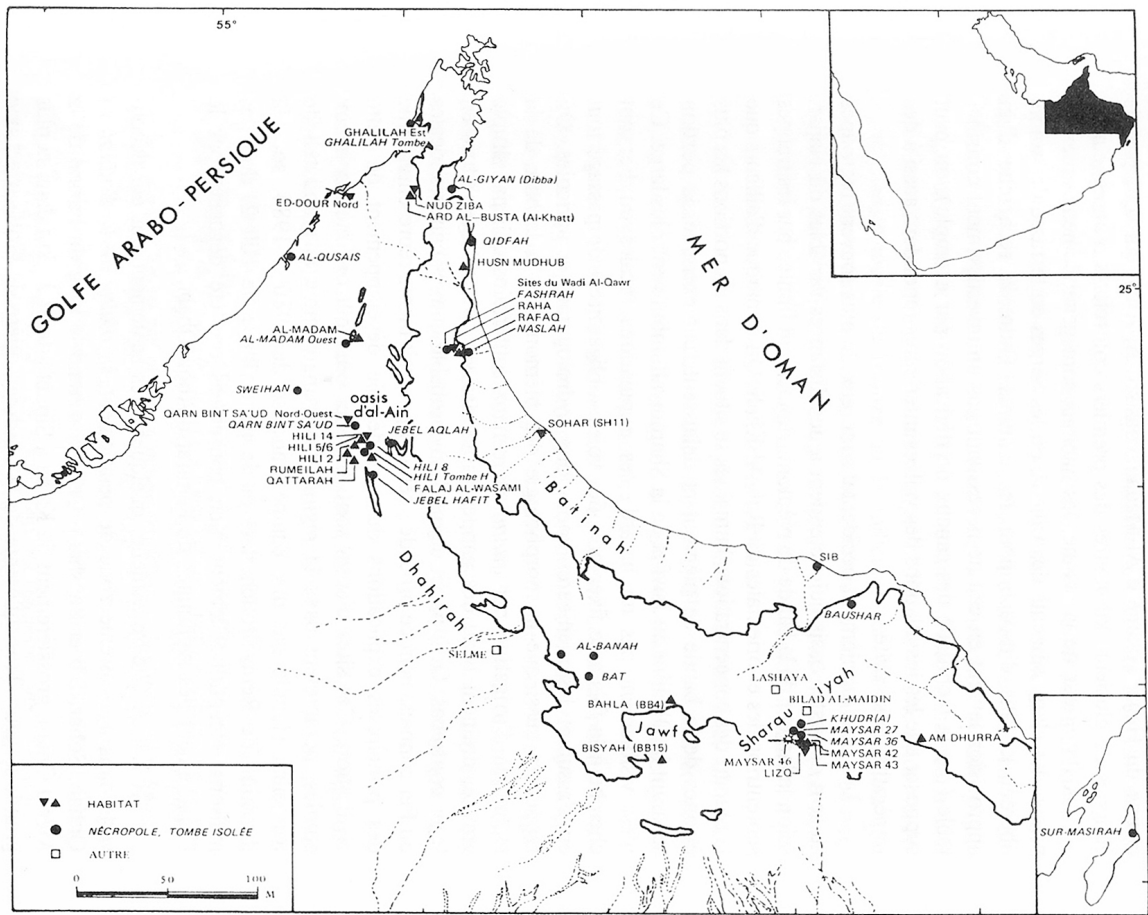 55°
GOLFE ARABO-PERSIQUE
MER D'OMAN
25°
GHALILAH Est
GHALILAH Tombe
AL-GIYAN (Dibba)
ED-DOUR Nord
NUD ZIBA
ARD AL-BUSTA (Al-Khatt)
QIDFAH
AL-QUSAIS
HUSN MUDHUB
Sites du Wadi Al-Qawr
FASHRAH
RAHA
RAFAQ
NASLAH
AL-MADAM
AL-MADAM Ouest
SWEIHAN
oasis
d'al-Ain
QARN BINT SA'UD Nord-Ouest
QARN BINT SA'UD
JEBEL AQLAH
HILI 14
HILI 5/6
HILI 2
RUMEILAH
QATTARAH
HILI 8
HILI Tombe H
FALAJ AL-WASAMI
JEBEL HAFIT
SOHAR (SH11)
Batinah
Dhahirah
SIB
BAUSHAR
SELME
AL-BANAH
BAT
BAHLA (BB4)
Jawf
BISYAH (BB15)
LASHAYA
BILAD AL-MAIDIN
Sharquiyah
KHUDR(A)
MAYSAR 27
MAYSAR 36
MAYSAR 42
MAYSAR 43
MAYSAR 46
LIZQ
AM DHURRA
SUR-MASIRAH
HABITAT
NÉCROPOLE, TOMBE ISOLÉE
AUTRE
0 50 100
M